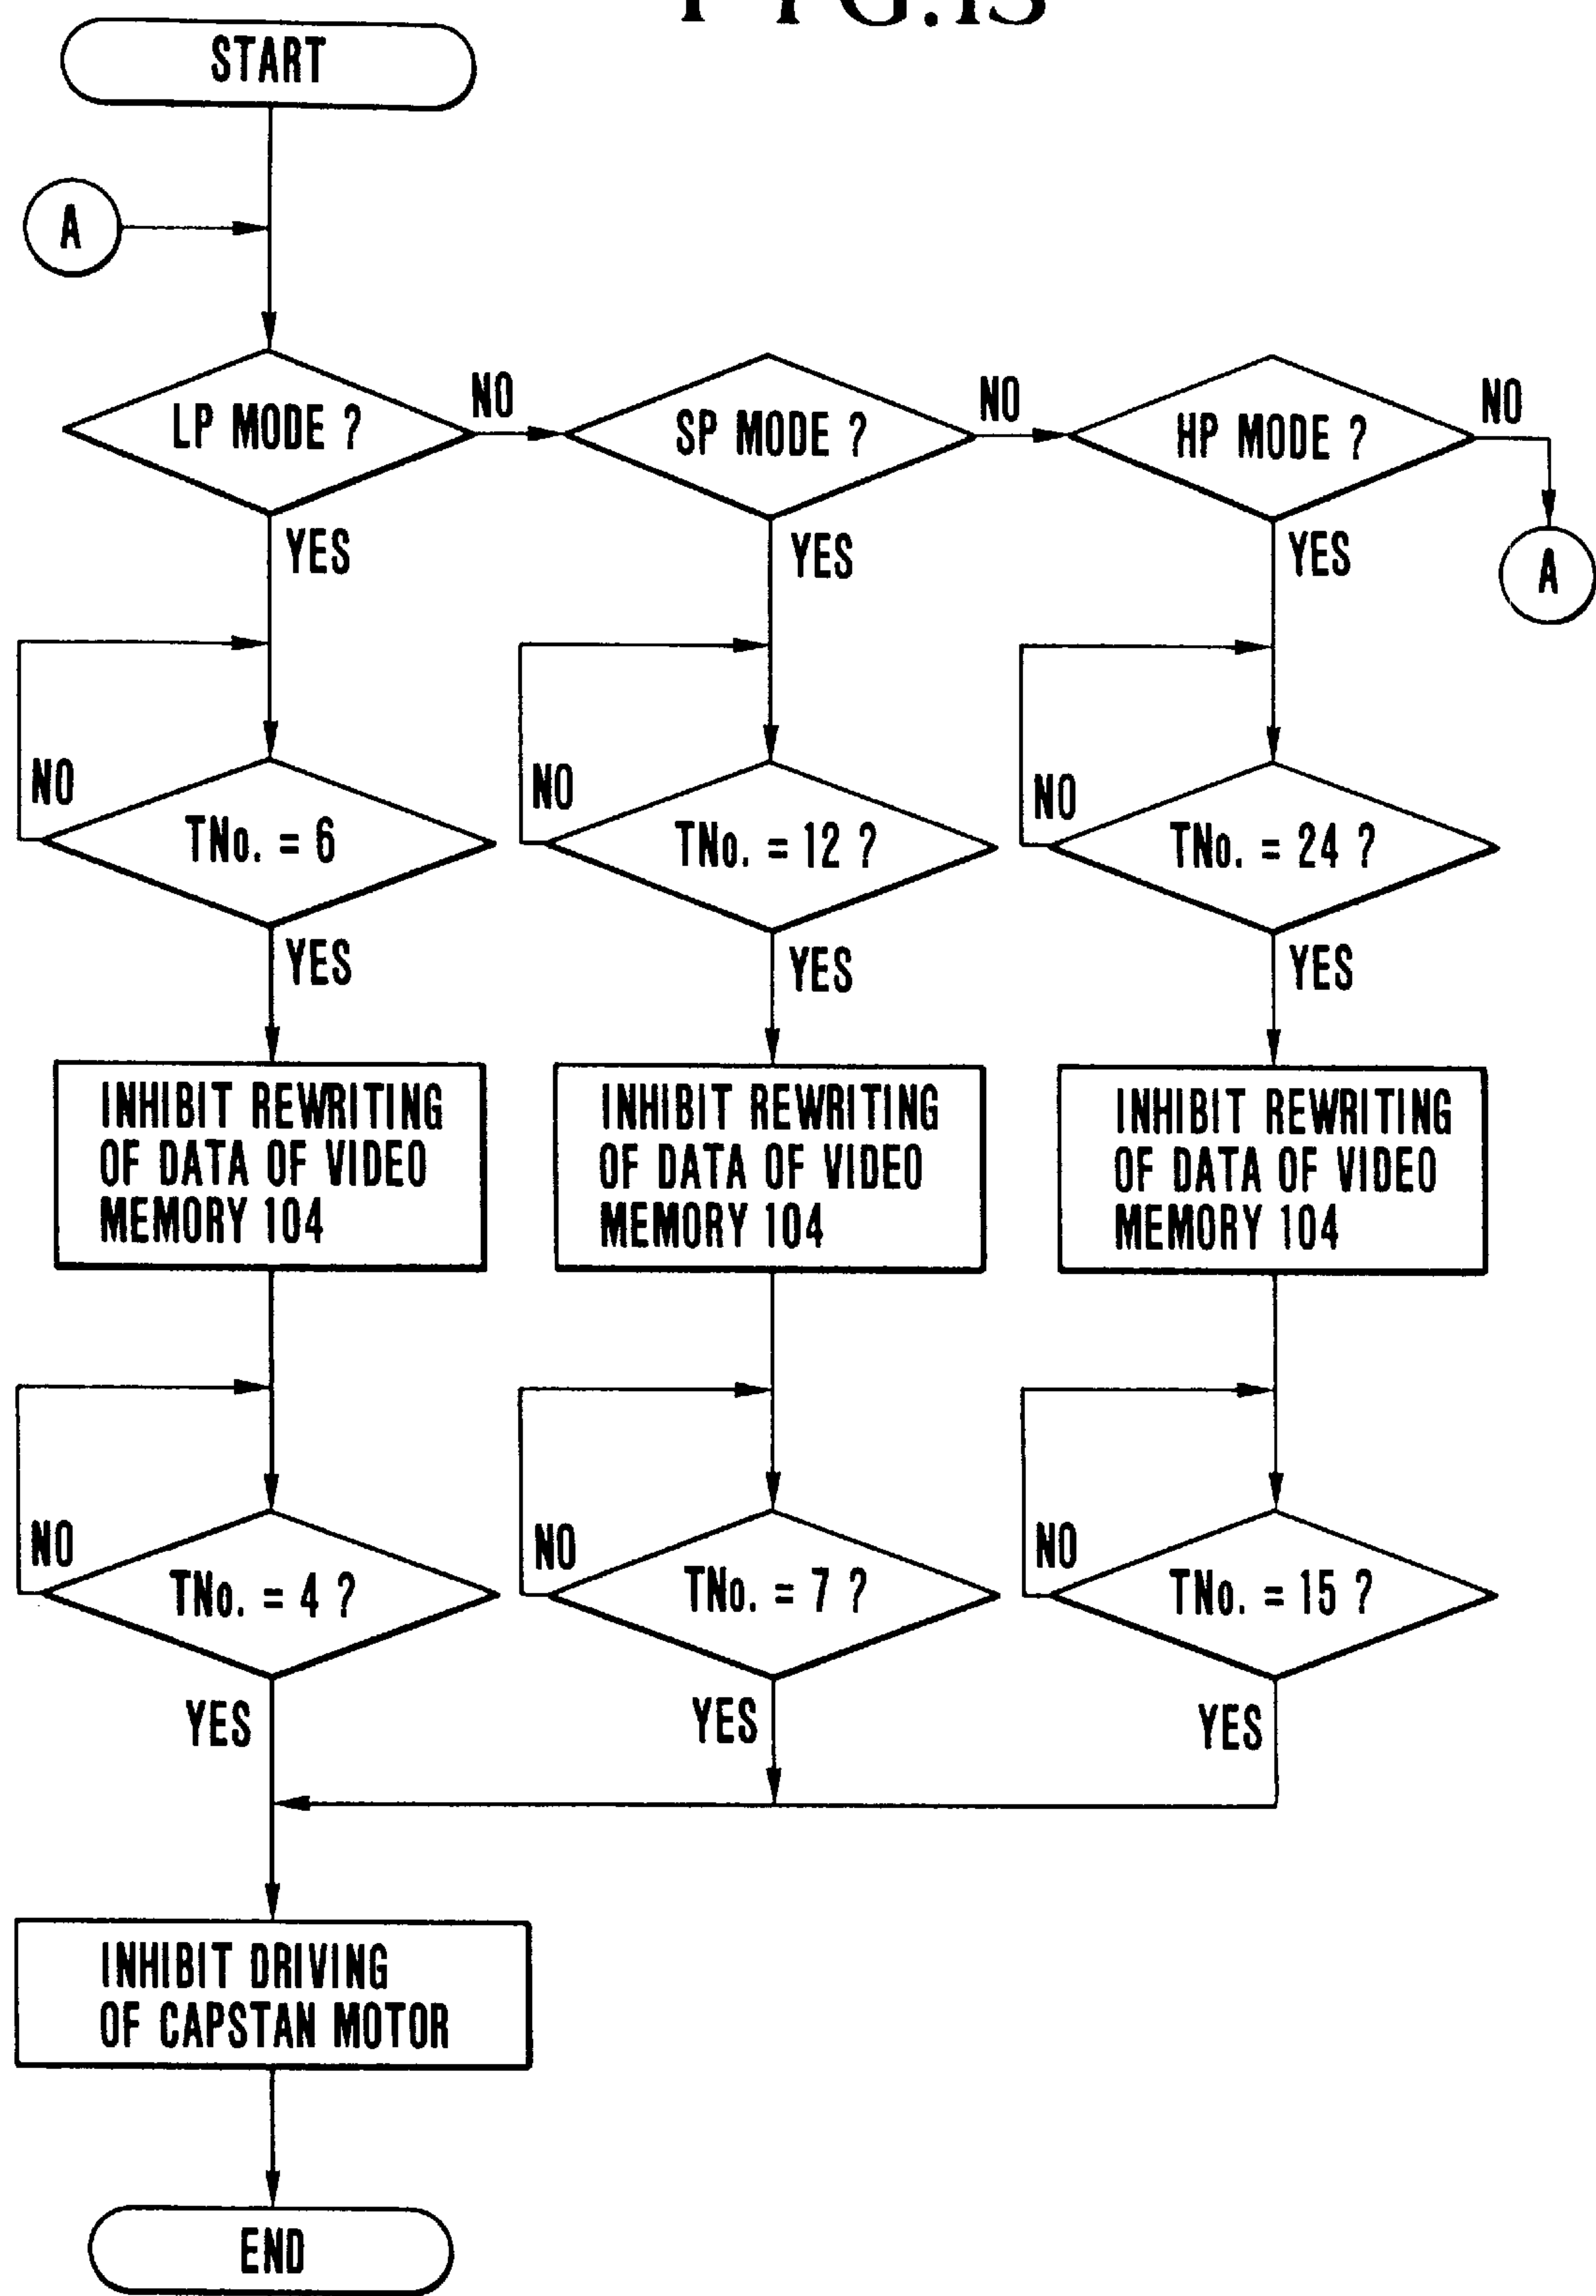 START
A
LP MODE ?
NO
SP MODE ?
NO
HP MODE ?
NO
YES
YES
YES
A
NO
TNo. = 6
NO
TNo. = 12 ?
NO
TNo. = 24 ?
YES
YES
YES
INHIBIT REWRITING
OF DATA OF VIDEO
MEMORY 104
INHIBIT REWRITING
OF DATA OF VIDEO
MEMORY 104
INHIBIT REWRITING
OF DATA OF VIDEO
MEMORY 104
NO
TNo. = 4 ?
NO
TNo. = 7 ?
NO
TNo. = 15 ?
YES
YES
YES
INHIBIT DRIVING
OF CAPSTAN MOTOR
END